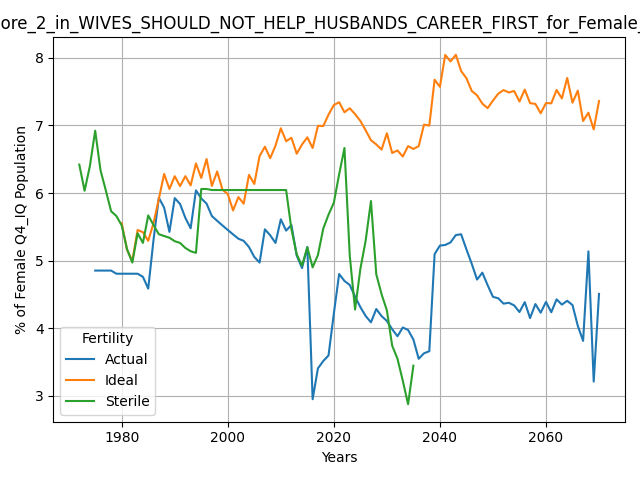 ore_2_in_WIVES_SHOULD_NOT_HELP_HUSBANDS_CAREER_FIRST_for_Female_
8
7
6
5
4
3
% of Female Q4_IQ Population
Fertility
Actual
Ideal
Sterile
1980 2000 2020 2040 2060
Years